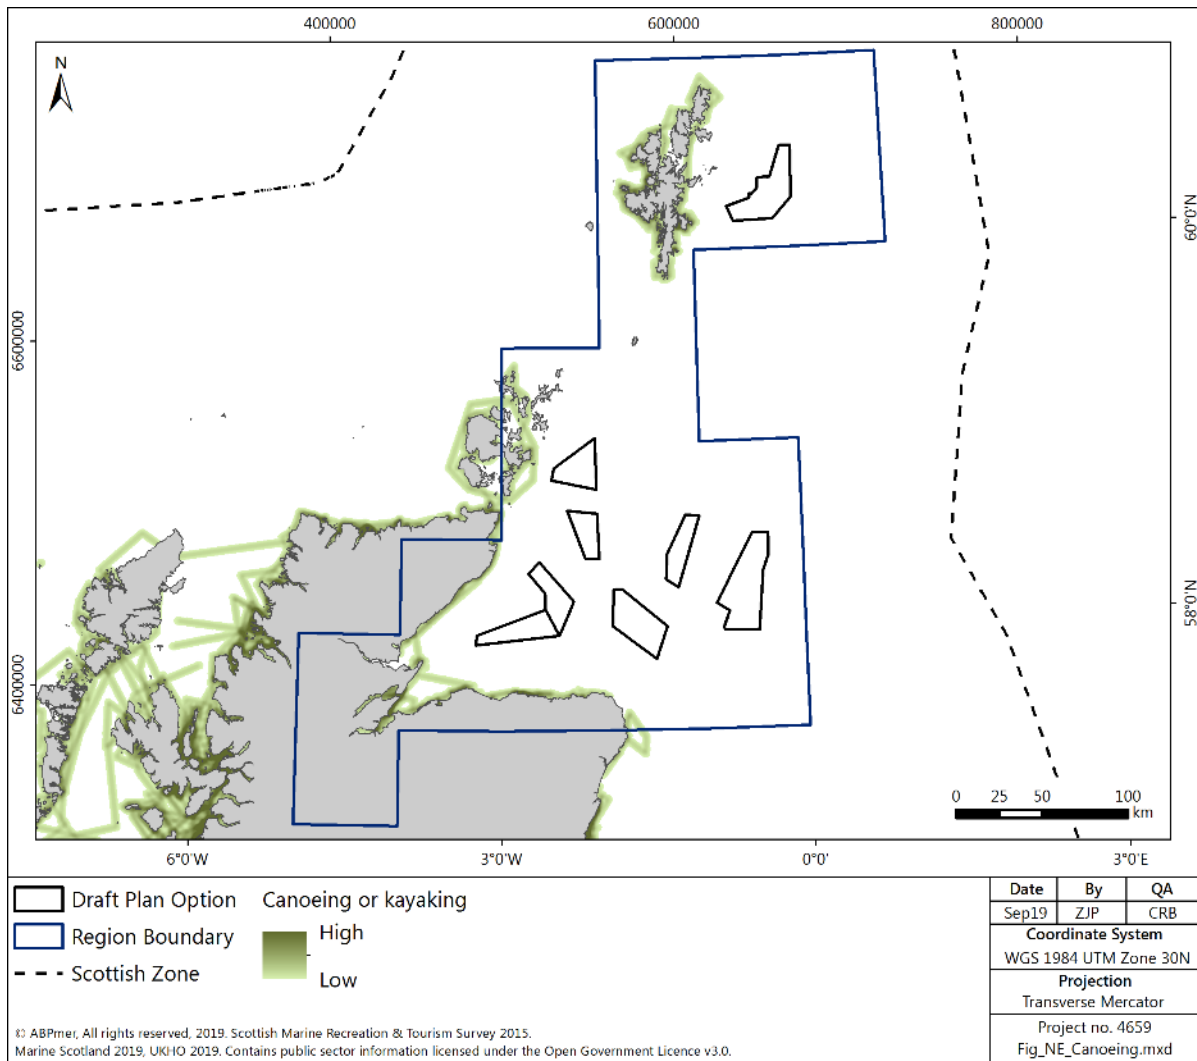 400000 600000 800000
N
60°0'N
6600000
58°0'N
6400000
0 25 50 100
km
6°0'W 3°0'W 0°0' 3°0'E
Draft Plan Option
Region Boundary
Scottish Zone
Canoeing or kayaking
High
Low
Date By QA
Sep19 ZJP CRB
Coordinate System
WGS 1984 UTM Zone 30N
Projection
Transverse Mercator
Project no. 4659
Fig_NE_Canoeing.mxd
© ABPmer, All rights reserved, 2019. Scottish Marine Recreation & Tourism Survey 2015.
Marine Scotland 2019, UKHO 2019. Contains public sector information licensed under the Open Government Licence v3.0.